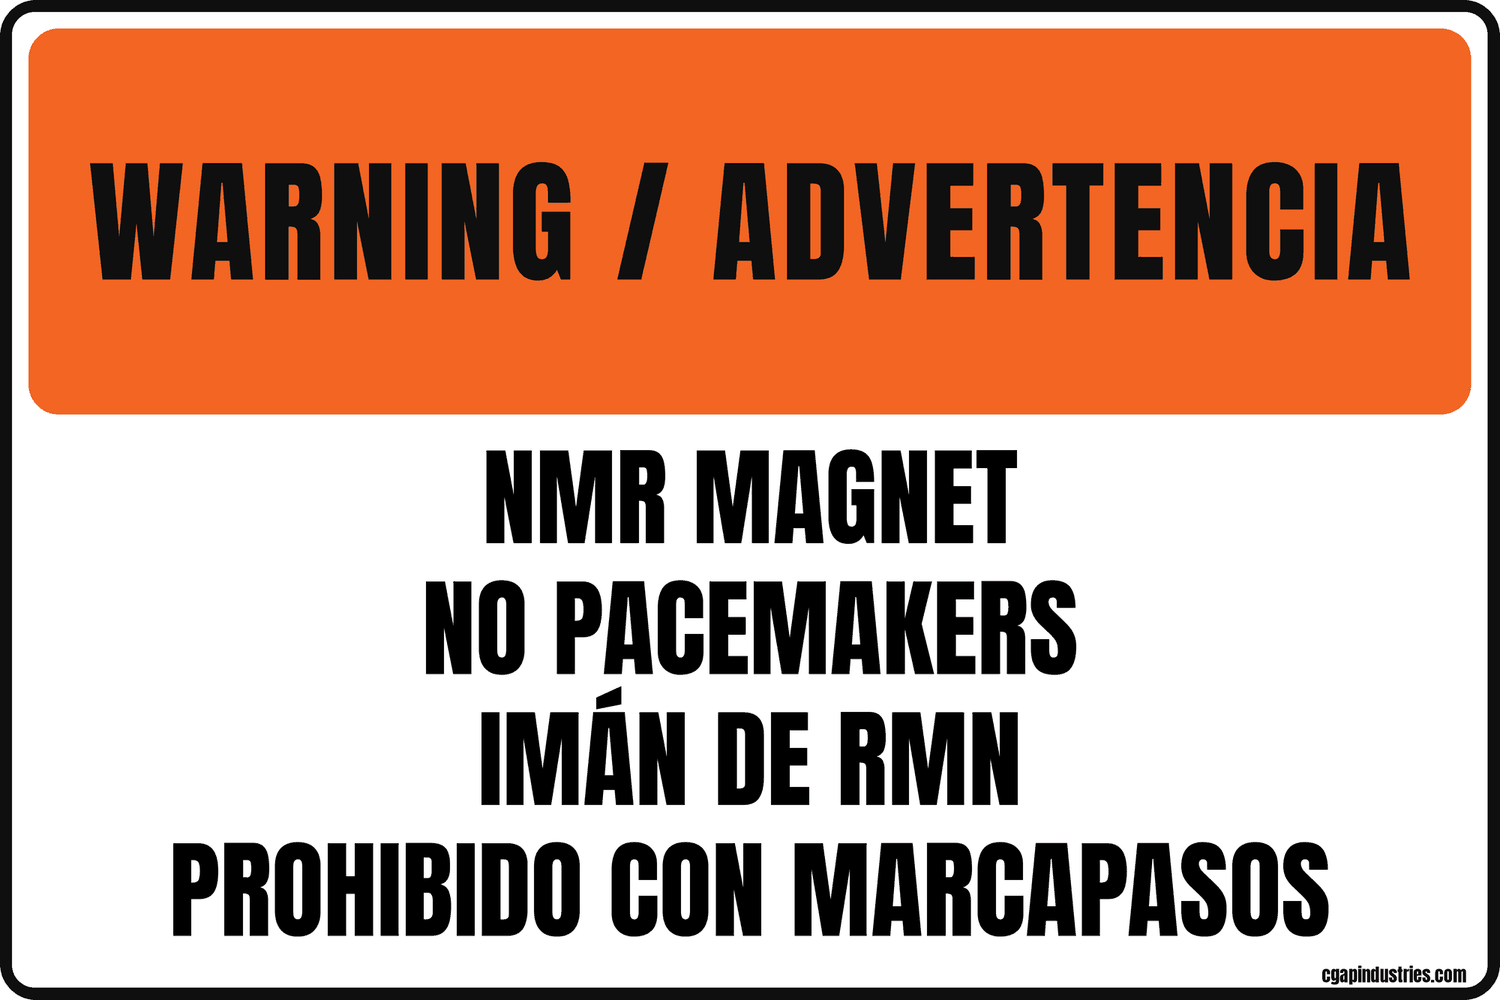 WARNING / ADVERTENCIA
NMR MAGNET
NO PACEMAKERS
IMÁN DE RMN
PROHIBIDO CON MARCAPASOS
cgapindustries.com